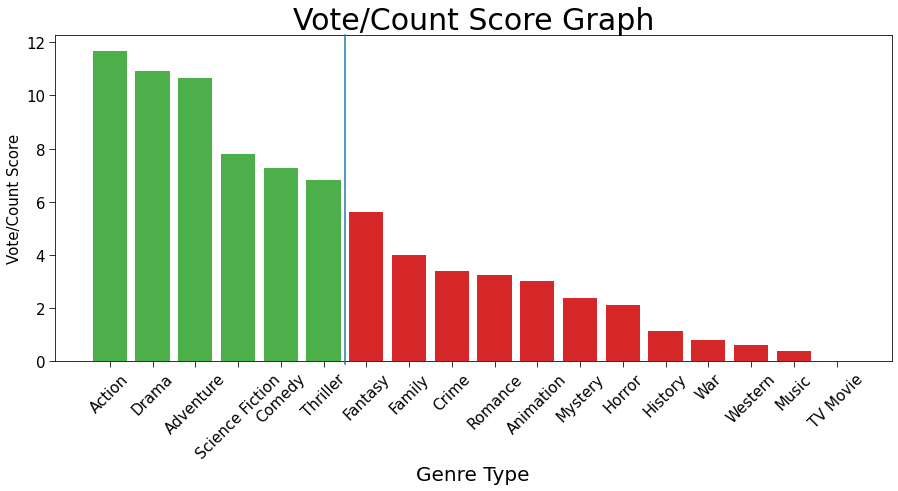 Vote/Count Score Graph
Vote/Count Score
12
10
8
6
4
2
0
Action
Drama
Adventure
Science Fiction
Comedy
Thriller
Fantasy
Family
Crime
Romance
Animation
Mystery
Horror
History
War
Western
Music
TV Movie
Genre Type